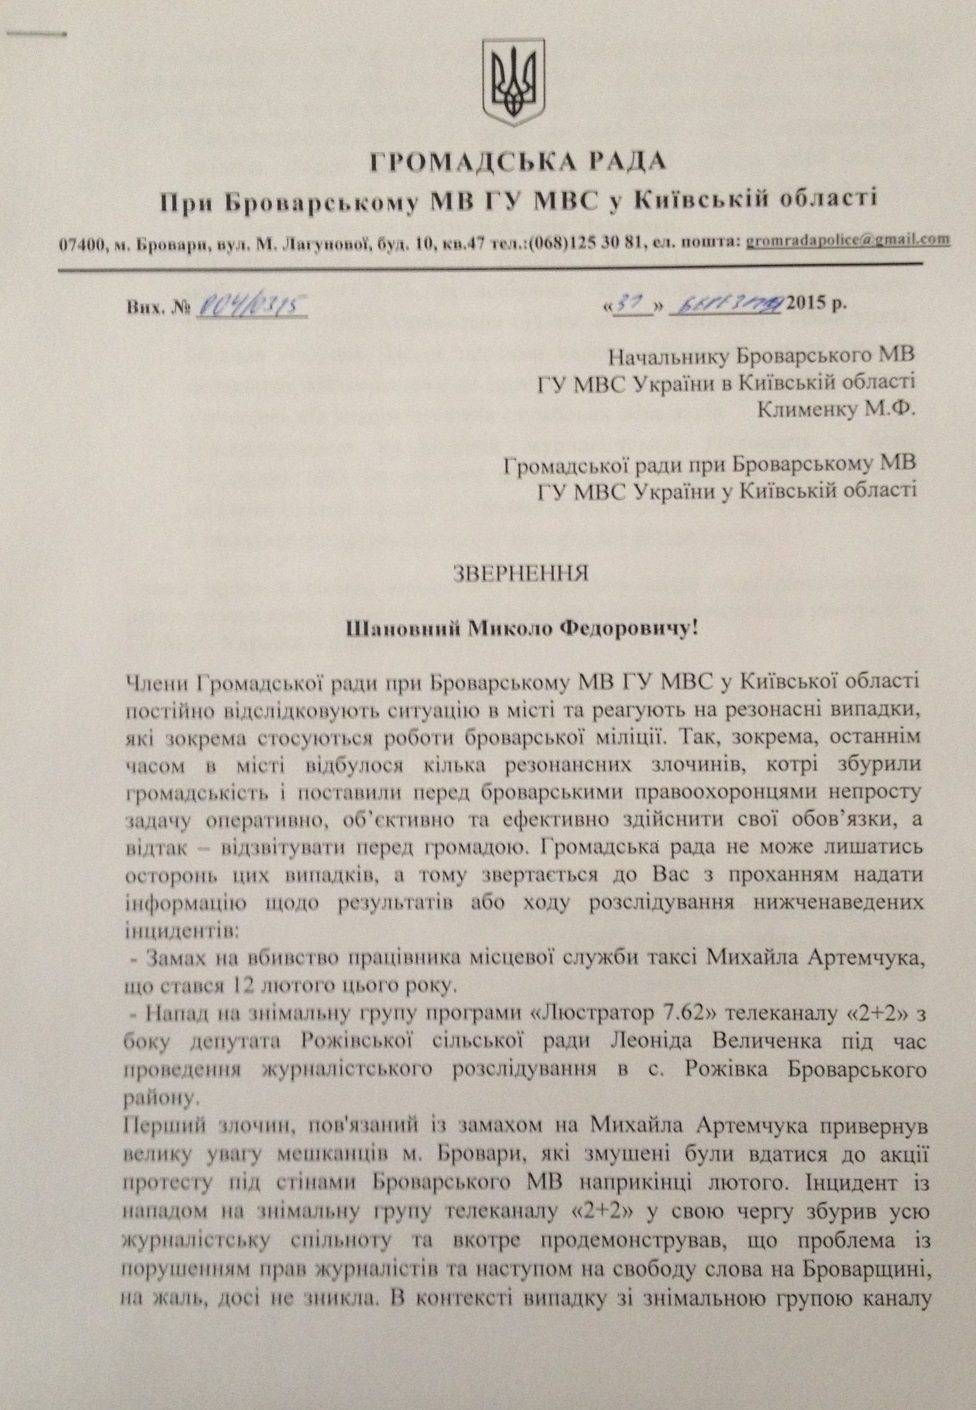 ГРОМАДСЬКА РАДА
При Броварському МВ ГУ МВС у Київській області
07400, м. Бровари, вул. М. Лагунової, буд. 10, кв.47 тел.:(068)125 30 81, ел. пошта: gromradapolice@gmail.com
Вих. № 004/0315 «31» березня 2015 р.
Начальнику Броварського МВ
ГУ МВС України в Київській області
Клименку М.Ф.
Громадської ради при Броварському МВ
ГУ МВС України у Київській області
ЗВЕРНЕННЯ
Шановний Миколо Федоровичу!
Члени Громадської ради при Броварському МВ ГУ МВС у Київської області
постійно відслідковують ситуацію в місті та реагують на резонасні випадки,
які зокрема стосуються роботи броварської міліції. Так, зокрема, останнім
часом в місті відбулося кілька резонансних злочинів, котрі збурили
громадськість і поставили перед броварськими правоохоронцями непросту
задачу оперативно, об’єктивно та ефективно здійснити свої обов’язки, а
відтак – відзвітувати перед громадою. Громадська рада не може лишатись
осторонь цих випадків, а тому звертається до Вас з проханням надати
інформацію щодо результатів або ходу розслідування нижченаведених
інцидентів:
- Замах на вбивство працівника місцевої служби таксі Михайла Артемчука,
що стався 12 лютого цього року.
- Напад на знімальну групу програми «Люстратор 7.62» телеканалу «2+2» з
боку депутата Рожівської сільської ради Леоніда Величенка під час
проведення журналістського розслідування в с. Рожівка Броварського
району.
Перший злочин, пов'язаний із замахом на Михайла Артемчука привернув
велику увагу мешканців м. Бровари, які змушені були вдатися до акції
протесту під стінами Броварського МВ наприкінці лютого. Інцидент із
нападом на знімальну групу телеканалу «2+2» у свою чергу збурив усю
журналістську спільноту та вкотре продемонстрував, що проблема із
порушенням прав журналістів та наступом на свободу слова на Броварщині,
на жаль, досі не зникла. В контексті випадку зі знімальною групою каналу